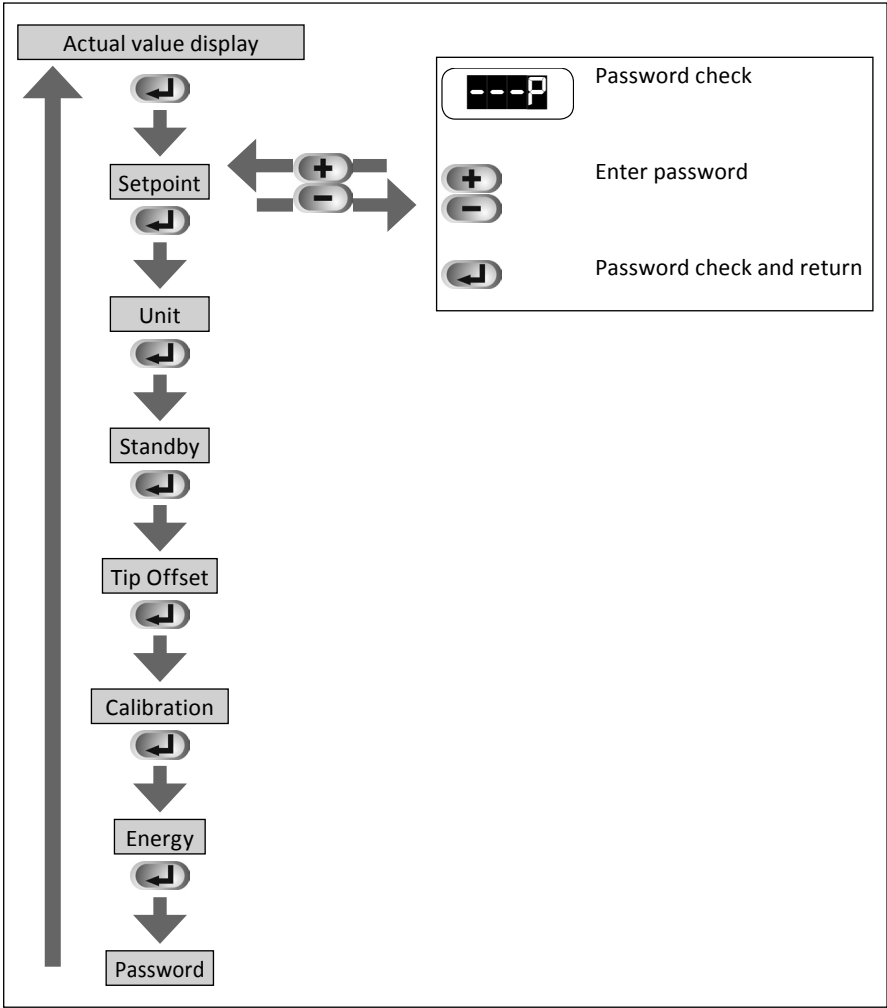 Actual value display
Setpoint
Unit
Standby
Tip Offset
Calibration
Energy
Password
---P
Password check
+
-
Enter password
Password check and return
+
-